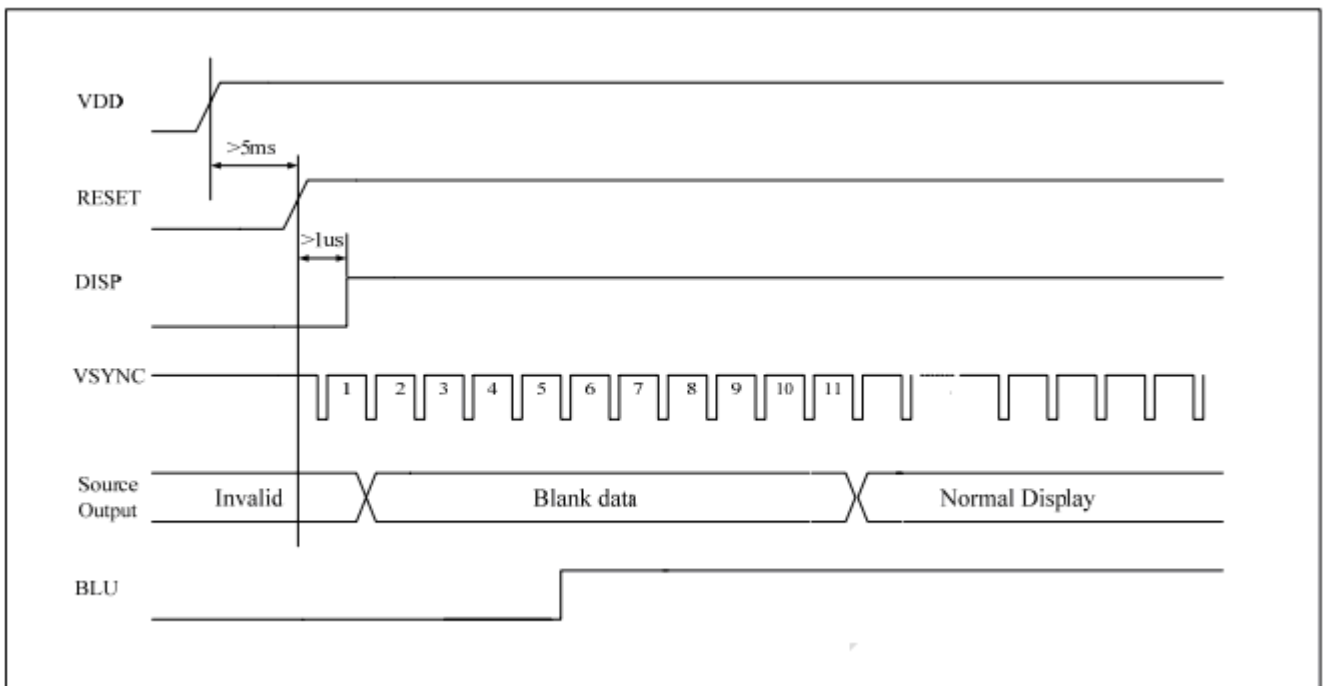 VDD
>5ms
RESET
>1us
DISP
VSYNC
1 2 3 4 5 6 7 8 9 10 11
Source
Output
Invalid
Blank data
Normal Display
BLU